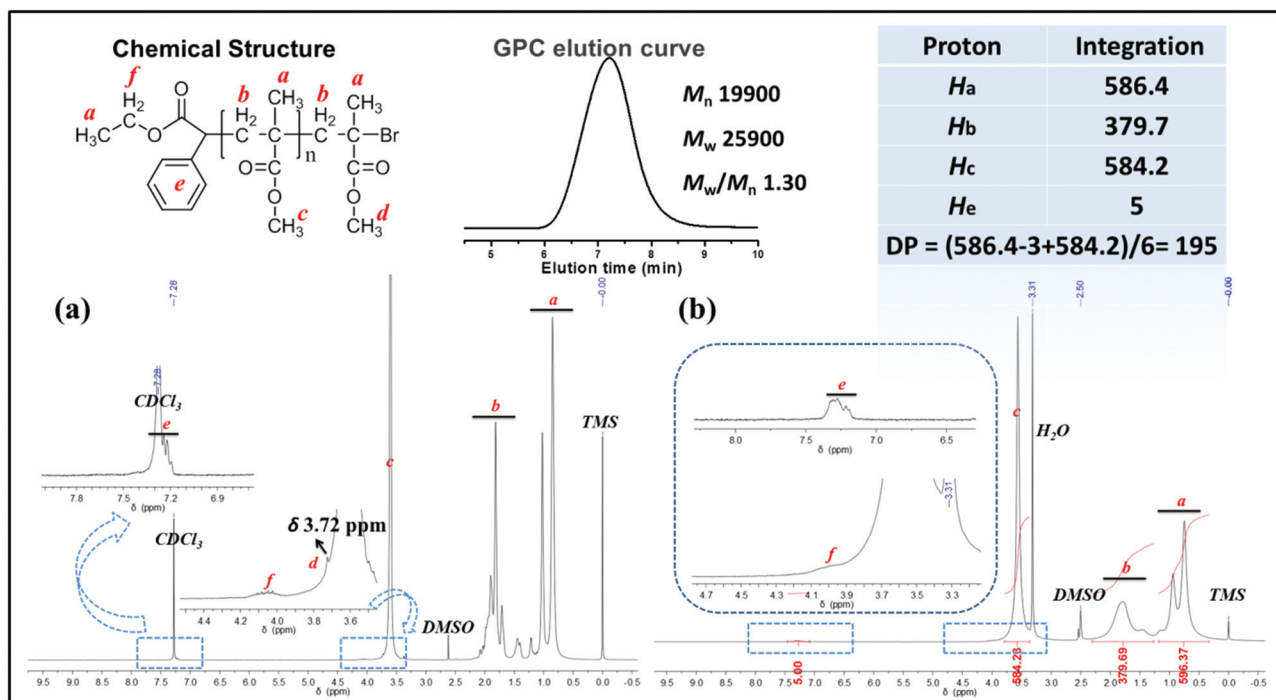 Chemical Structure
f
H2
a
H3C
O
O
e
b
H2
C
a
CH3
C
n
O
O
CH3
c
b
H2
C
a
CH3
C
Br
O
O
CH3
d
GPC elution curve
Mn 19900
Mw 25900
Mw/Mn 1.30
5 6 7 8 9 10
Elution time (min)
Proton Integration
Ha 586.4
Hb 379.7
Hc 584.2
He 5
DP = (586.4-3+584.2)/6= 195
(a)
—7.28
—0.00
a
—7.28
CDCl3
e
7.8 7.5 7.2 6.9
δ (ppm)
CDCl3
b
c
TMS
δ 3.72 ppm
d
f
4.4 4.2 4.0 3.8 3.6
δ (ppm)
DMSO
9.5 9.0 8.5 8.0 7.5 7.0 6.5 6.0 5.5 5.0 4.5 4.0 3.5 3.0 2.5 2.0 1.5 1.0 0.5 0.0 -0.5
δ (ppm)
(b)
—3.31
—2.50
—0.00
e
8.0 7.5 7.0 6.5
δ (ppm)
c
H2O
—3.31
f
4.7 4.5 4.3 4.1 3.9 3.7 3.5 3.3
δ (ppm)
a
b
DMSO
TMS
5.00
584.23
379.69
596.37
9.5 9.0 8.5 8.0 7.5 7.0 6.5 6.0 5.5 5.0 4.5 4.0 3.5 3.0 2.5 2.0 1.5 1.0 0.5 0.0 -0.5
δ (ppm)